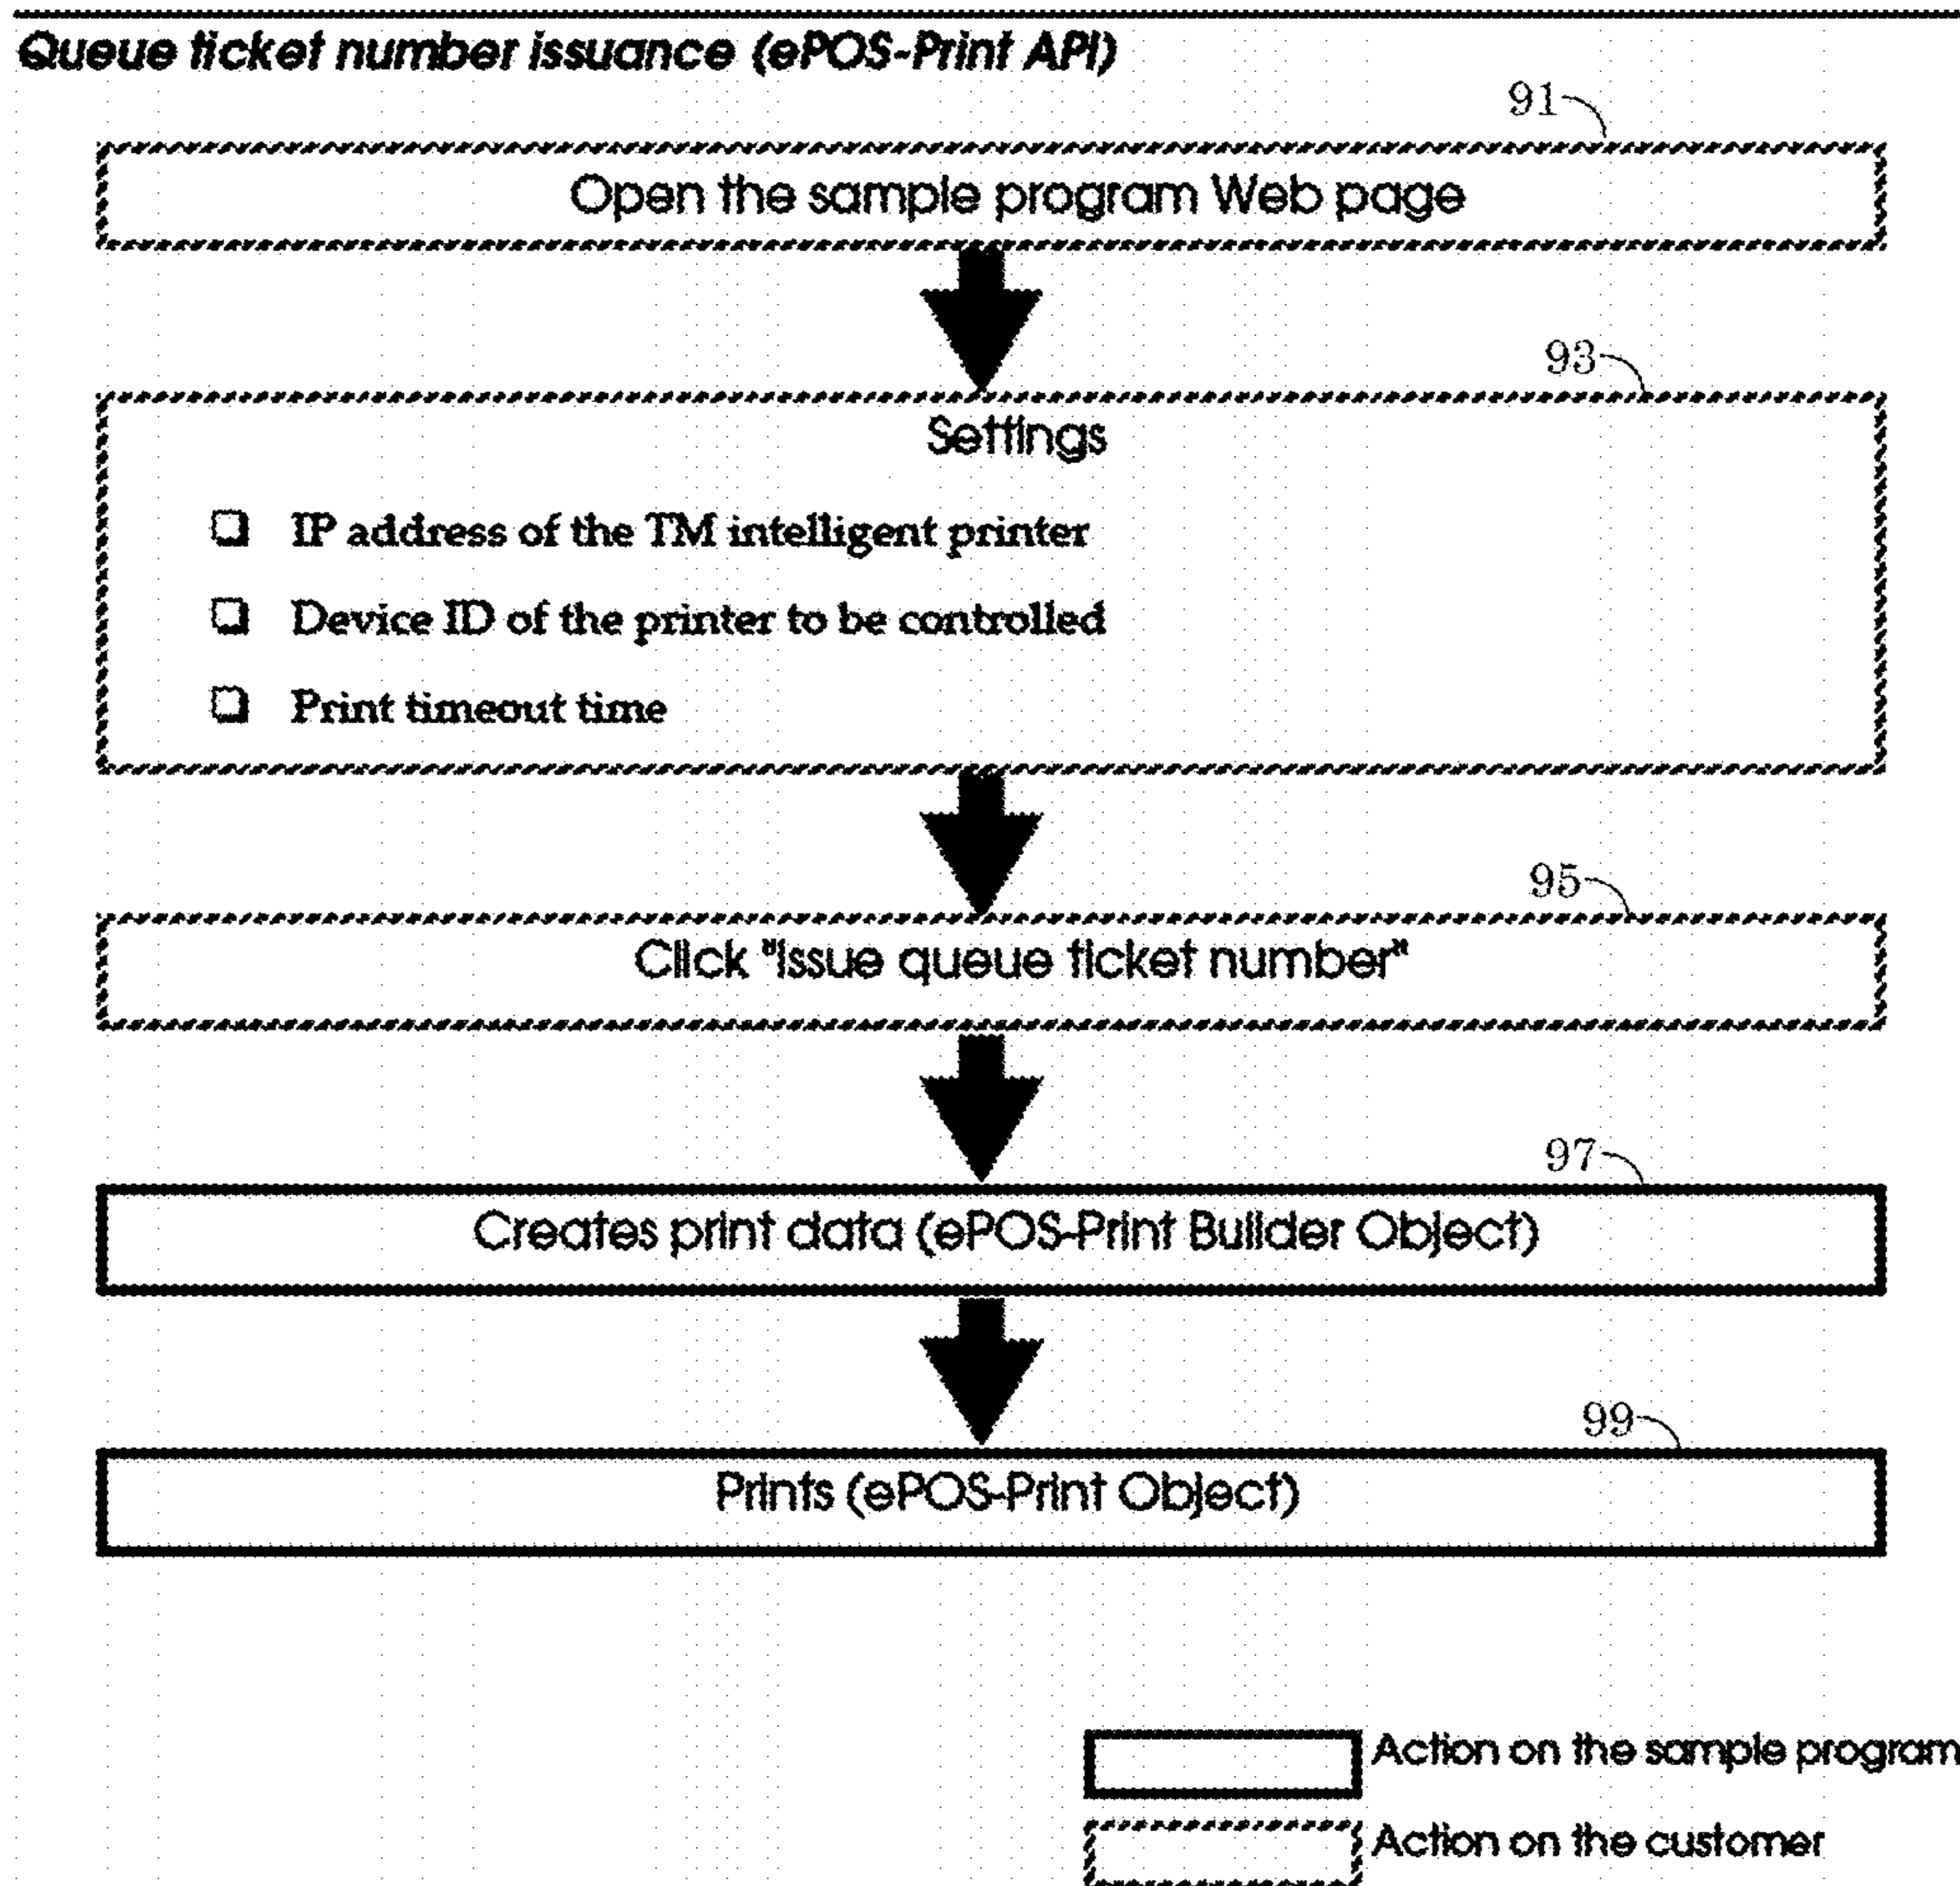 Queue ticket number issuance (ePOS-Print API)
91
Open the sample program Web page
93
Settings
❏ IP address of the TM intelligent printer
❏ Device ID of the printer to be controlled
❏ Print timeout time
95
Click "Issue queue ticket number"
97
Creates print data (ePOS-Print Builder Object)
99
Prints (ePOS-Print Object)
Action on the sample program
Action on the customer